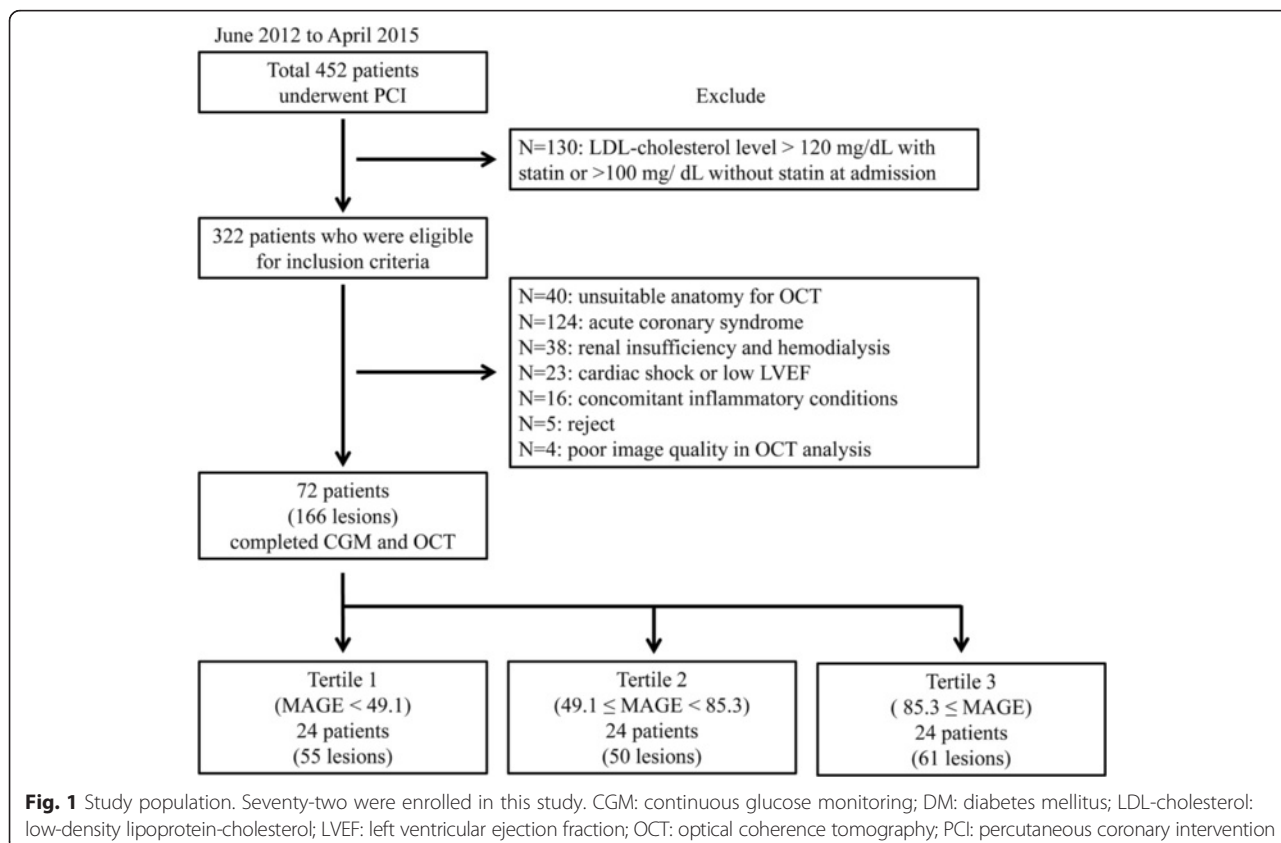 June 2012 to April 2015
Total 452 patients
underwent PCI
Exclude
N=130: LDL-cholesterol level > 120 mg/dL with
statin or >100 mg/ dL without statin at admission
322 patients who were eligible
for inclusion criteria
N=40: unsuitable anatomy for OCT
N=124: acute coronary syndrome
N=38: renal insufficiency and hemodialysis
N=23: cardiac shock or low LVEF
N=16: concomitant inflammatory conditions
N=5: reject
N=4: poor image quality in OCT analysis
72 patients
(166 lesions)
completed CGM and OCT
Tertile 1
(MAGE < 49.1)
24 patients
(55 lesions)
Tertile 2
(49.1 ≤ MAGE < 85.3)
24 patients
(50 lesions)
Tertile 3
( 85.3 ≤ MAGE)
24 patients
(61 lesions)
Fig. 1 Study population. Seventy-two were enrolled in this study. CGM: continuous glucose monitoring; DM: diabetes mellitus; LDL-cholesterol:
low-density lipoprotein-cholesterol; LVEF: left ventricular ejection fraction; OCT: optical coherence tomography; PCI: percutaneous coronary intervention